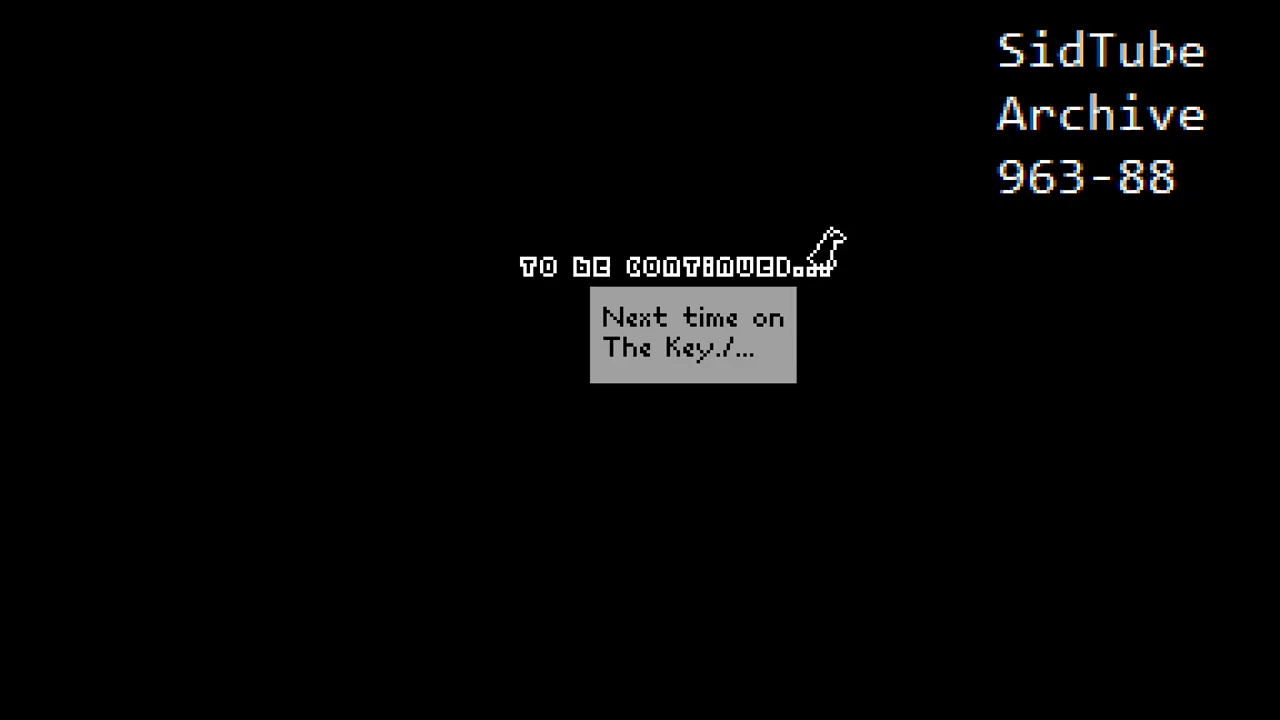 SidTube
Archive
963-88
TO BE CONTINUED...
Next time on
The Key./...